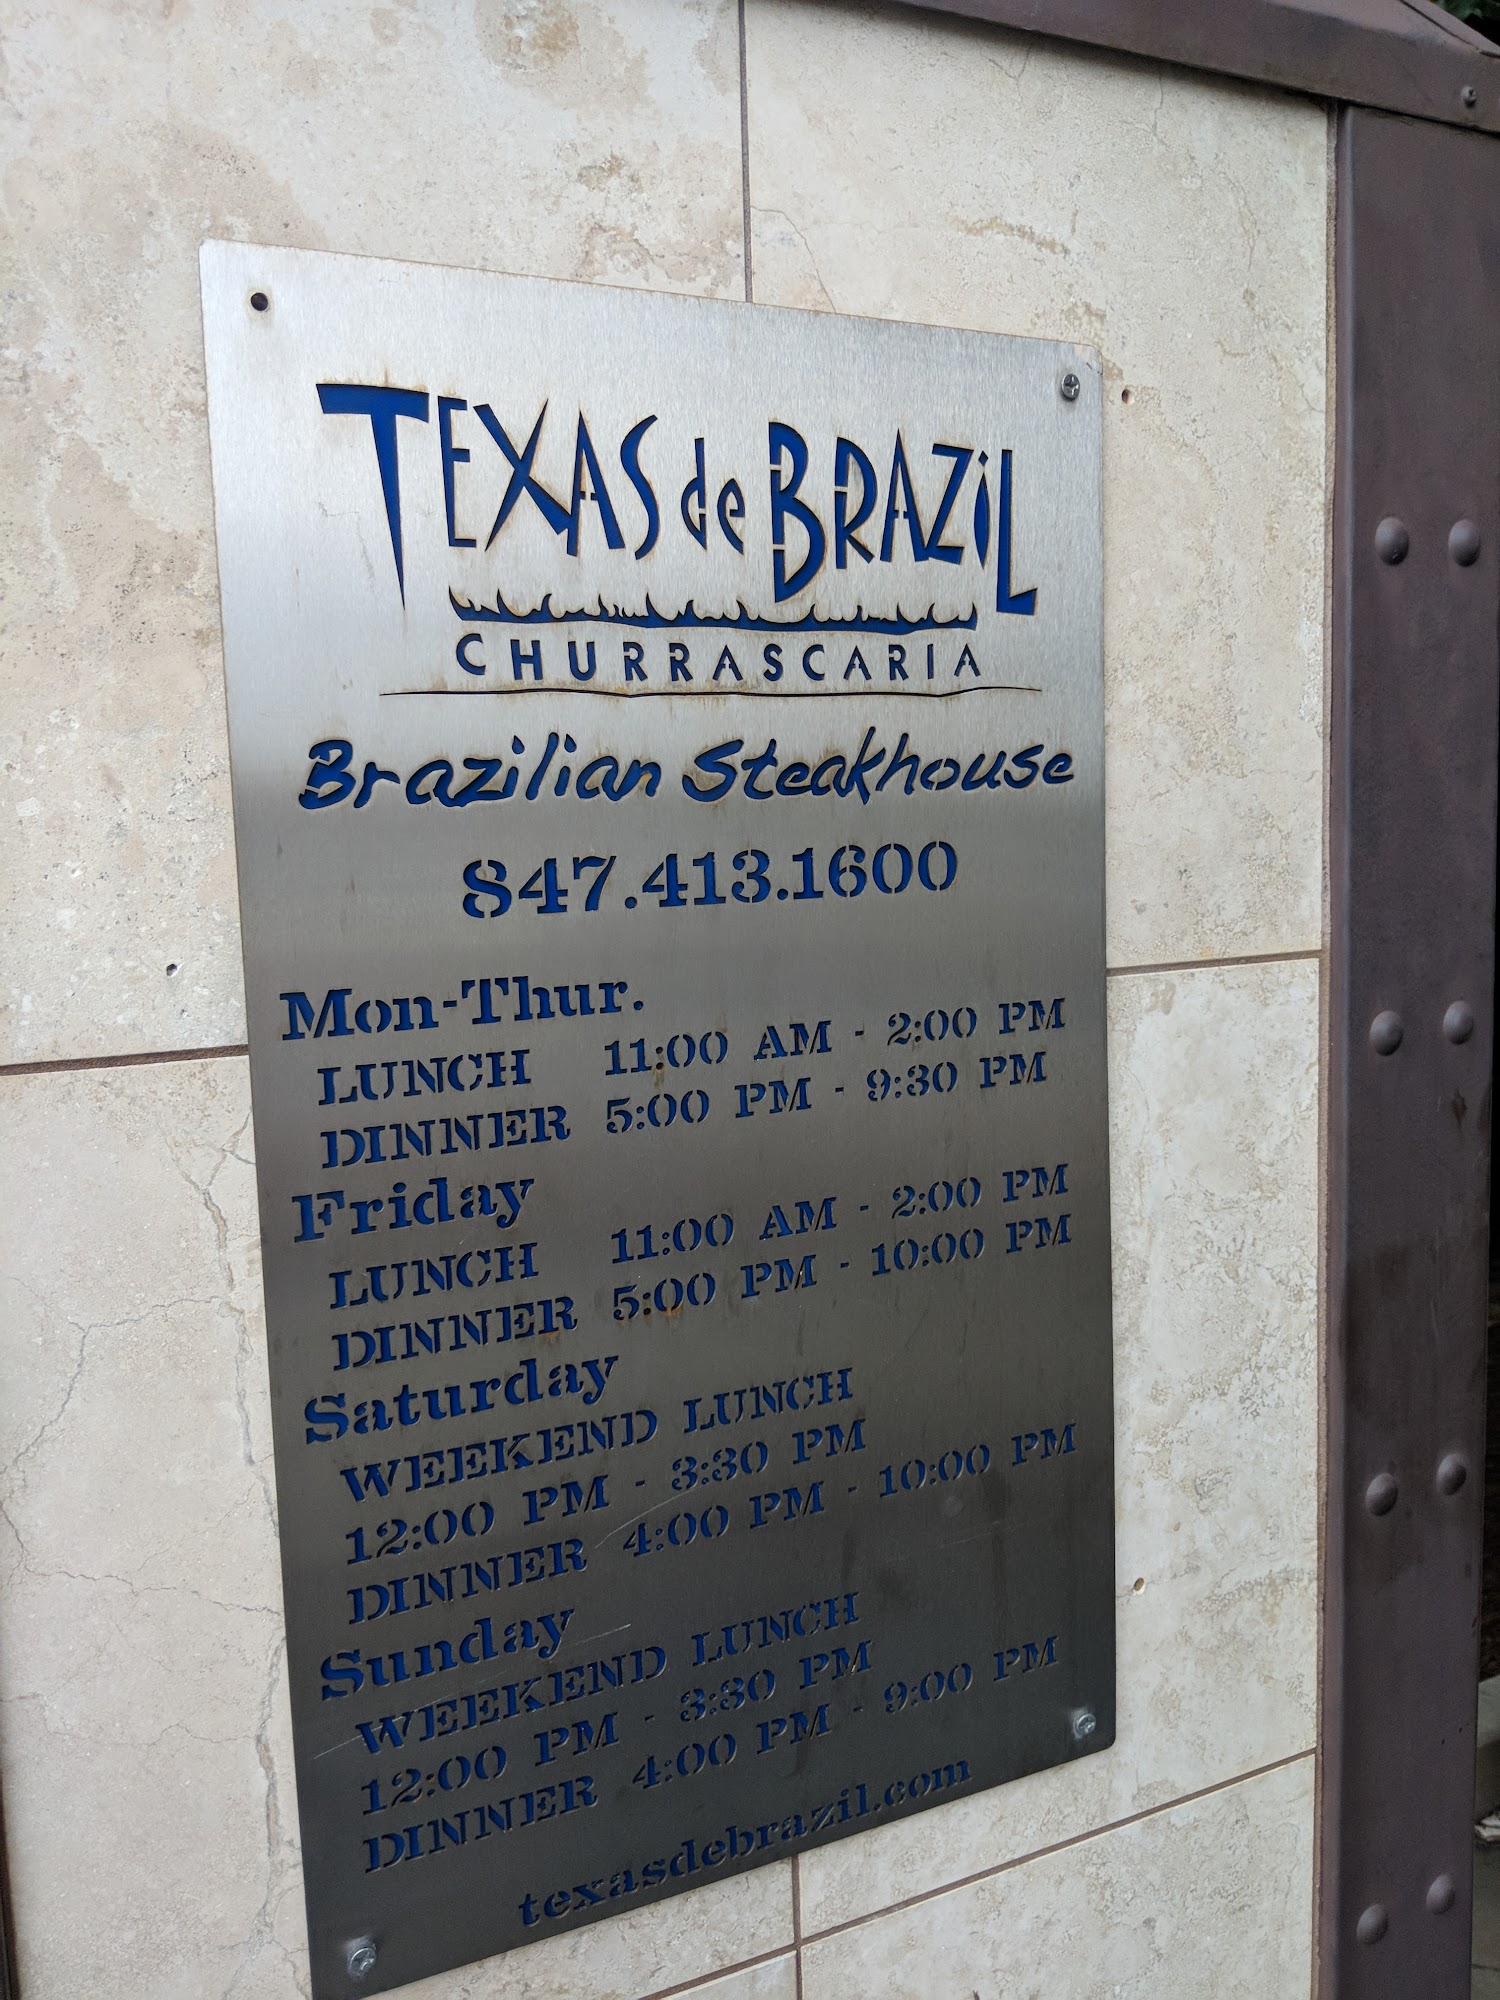 TEXAS de BRAZiL
CHURRASCARIA
Brazilian Steakhouse
847.413.1600
Mon-Thur.
LUNCH 11:00 AM - 2:00 PM
DINNER 5:00 PM - 9:30 PM
Friday
LUNCH 11:00 AM - 2:00 PM
DINNER 5:00 PM - 10:00 PM
Saturday
WEEKEND LUNCH
12:00 PM - 3:30 PM
DINNER 4:00 PM - 10:00 PM
Sunday
WEEKEND LUNCH
12:00 PM - 3:30 PM
DINNER 4:00 PM - 9:00 PM
texasdebrazil.com